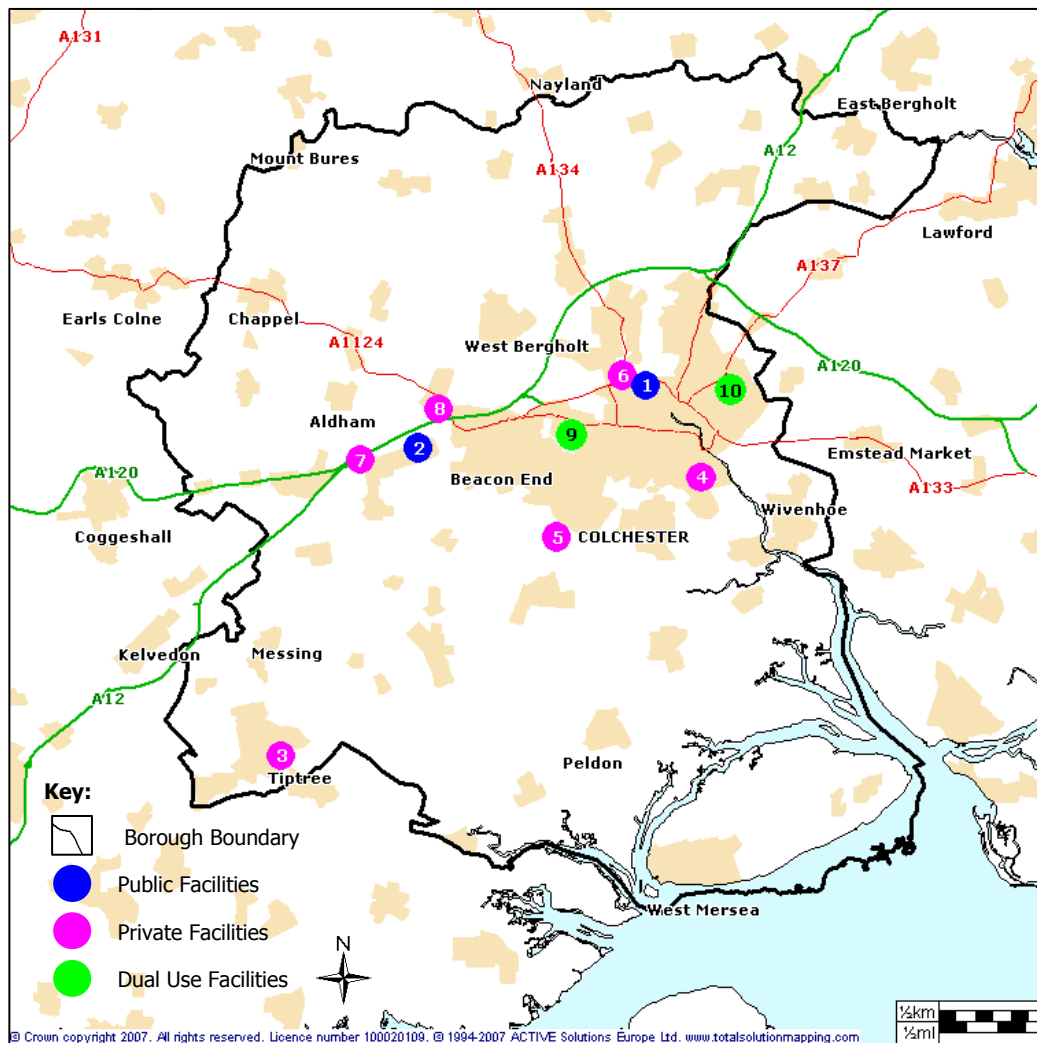 A131
Nayland
East Bergholt
A12
Mount Bures
A134
Lawford
A137
Earls Colne
Chappel
A1124
West Bergholt
A120
6
1
10
8
Aldham
9
2
7
Beacon End
Emstead Market
A120
4
A133
Coggeshall
5
COLCHESTER
Wivenhoe
Kelvedon
Messing
A12
3
Tiptree
Peldon
West Mersea
Key:
Borough Boundary
Public Facilities
Private Facilities
Dual Use Facilities
N
½km
½ml
© Crown copyright 2007. All rights reserved. Licence number 100020109. © 1994-2007 ACTIVE Solutions Europe Ltd. www.totalsolutionmapping.com